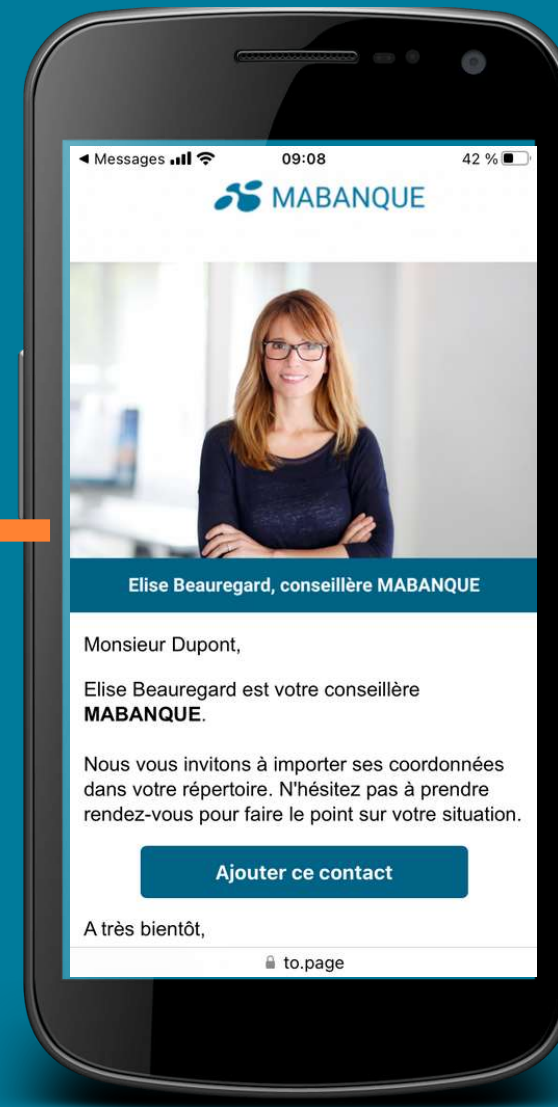 Messages 09:08 42 %
MABANQUE
Elise Beauregard, conseillère MABANQUE
Monsieur Dupont,
Elise Beauregard est votre conseillère
MABANQUE.
Nous vous invitons à importer ses coordonnées
dans votre répertoire. N'hésitez pas à prendre
rendez-vous pour faire le point sur votre situation.
Ajouter ce contact
A très bientôt,
to.page